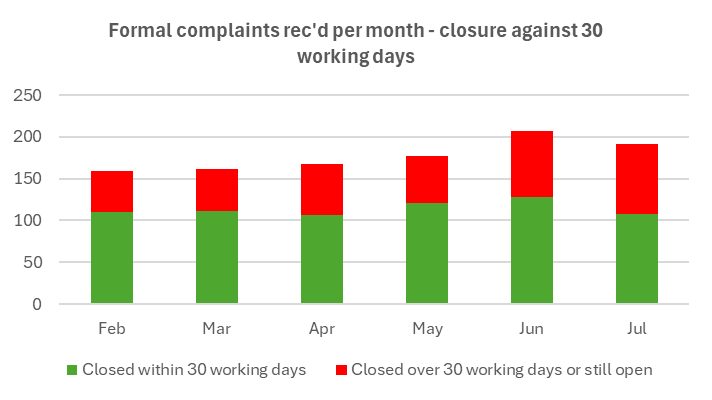 Formal complaints rec'd per month - closure against 30
working days
250
200
150
100
50
0
Feb Mar Apr May Jun Jul
Closed within 30 working days Closed over 30 working days or still open